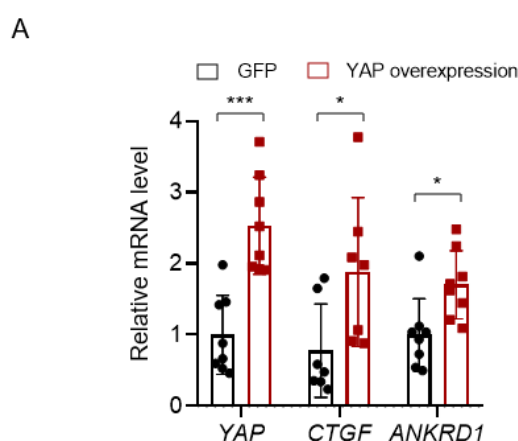 A
GFP
YAP overexpression
***
*
*
Relative mRNA level
4
3
2
1
0
YAP
CTGF
ANKRD1